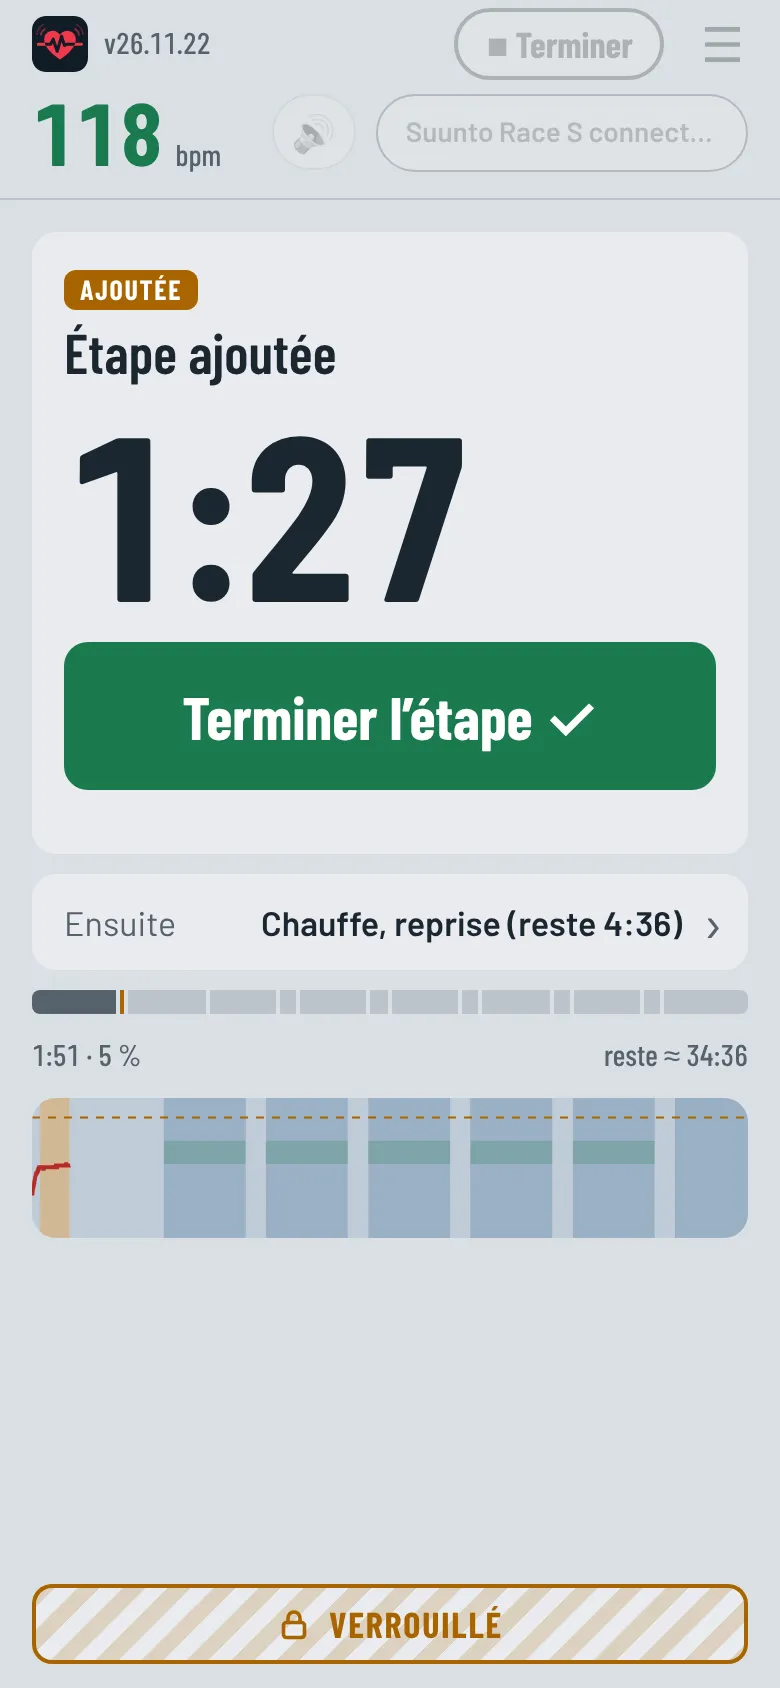 v26.11.22
■ Terminer
118 bpm
Suunto Race S connect...
AJOUTÉE
Étape ajoutée
1:27
Terminer l’étape ✓
Ensuite Chauffe, reprise (reste 4:36) ›
1:51 · 5 % reste ≈ 34:36
VERROUILLÉ